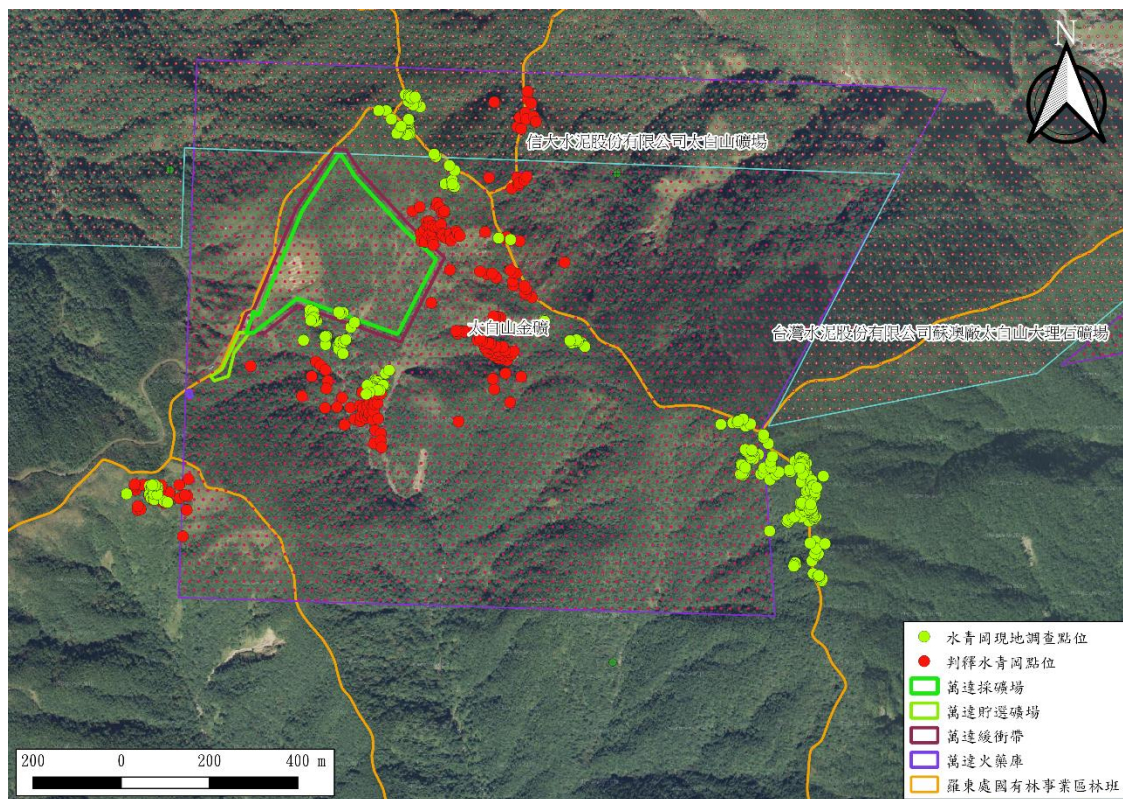 N
信大水泥股份有限公司太白山礦場
太白山金礦
台灣水泥股份有限公司蘇澳廠太白山大理石礦場
水青岡現地調查點位
判釋水青岡點位
萬達採礦場
萬達貯選礦場
萬達緩衝帶
萬達火藥庫
羅東處國有林事業區林班
200 0 200 400 m